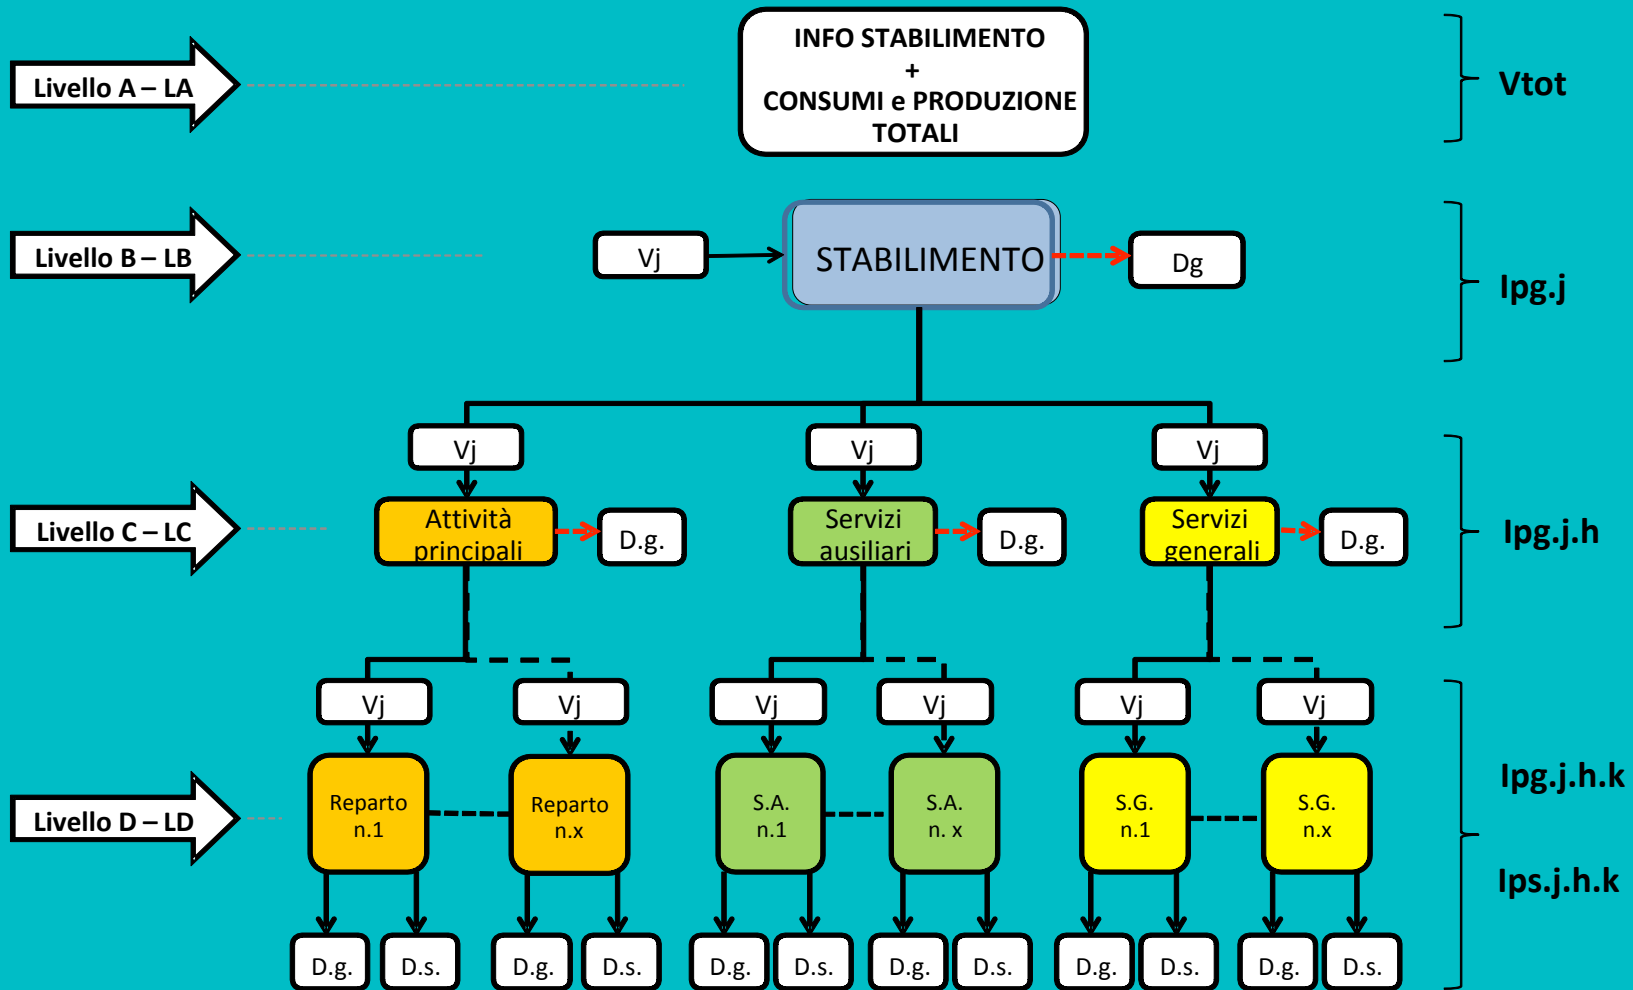 INFO STABILIMENTO
+
CONSUMI e PRODUZIONE
TOTALI
Livello A – LA
Vtot
Livello B – LB
Vj
STABILIMENTO
Dg
Ipg.j
Vj
Vj
Vj
Livello C – LC
Attività
principali
D.g.
Servizi
ausiliari
D.g.
Servizi
generali
D.g.
Ipg.j.h
Vj
Vj
Vj
Vj
Vj
Vj
Livello D – LD
Reparto
n.1
Reparto
n.x
S.A.
n.1
S.A.
n. x
S.G.
n.1
S.G.
n.x
Ipg.j.h.k
Ips.j.h.k
D.g.
D.s.
D.g.
D.s.
D.g.
D.s.
D.g.
D.s.
D.g.
D.s.
D.g.
D.s.